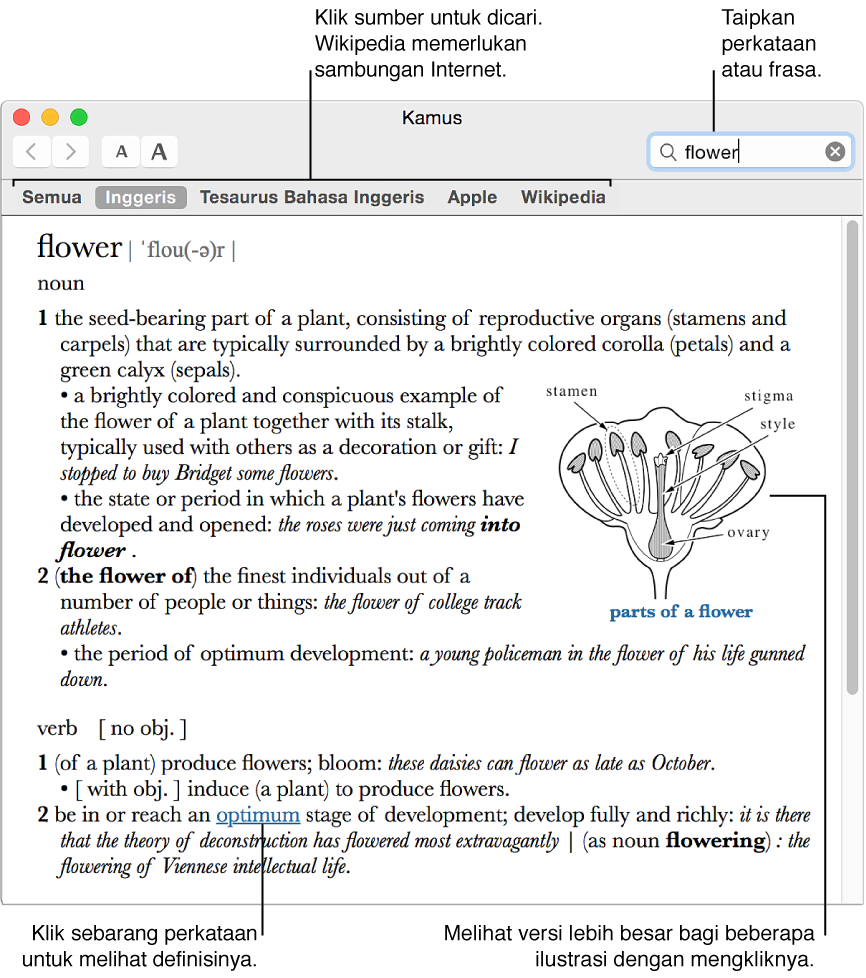 Klik sumber untuk dicari.
Wikipedia memerlukan
sambungan Internet.
Taipkan
perkataan
atau frasa.
Kamus
A A
flower
Semua Inggeris Tesaurus Bahasa Inggeris Apple Wikipedia
flower | ˈflou(-ə)r |
noun
1 the seed-bearing part of a plant, consisting of reproductive organs (stamens and
carpels) that are typically surrounded by a brightly colored corolla (petals) and a
green calyx (sepals).
• a brightly colored and conspicuous example of
the flower of a plant together with its stalk,
typically used with others as a decoration or gift: I
stopped to buy Bridget some flowers.
• the state or period in which a plant's flowers have
developed and opened: the roses were just coming into
flower .
2 (the flower of) the finest individuals out of a
number of people or things: the flower of college track
athletes.
• the period of optimum development: a young policeman in the flower of his life gunned
down.
stamen
stigma
style
ovary
parts of a flower
verb [ no obj. ]
1 (of a plant) produce flowers; bloom: these daisies can flower as late as October.
• [ with obj. ] induce (a plant) to produce flowers.
2 be in or reach an optimum stage of development; develop fully and richly: it is there
that the theory of deconstruction has flowered most extravagantly | (as noun flowering) : the
flowering of Viennese intellectual life.
Klik sebarang perkataan
untuk melihat definisinya.
Melihat versi lebih besar bagi beberapa
ilustrasi dengan mengkliknya.